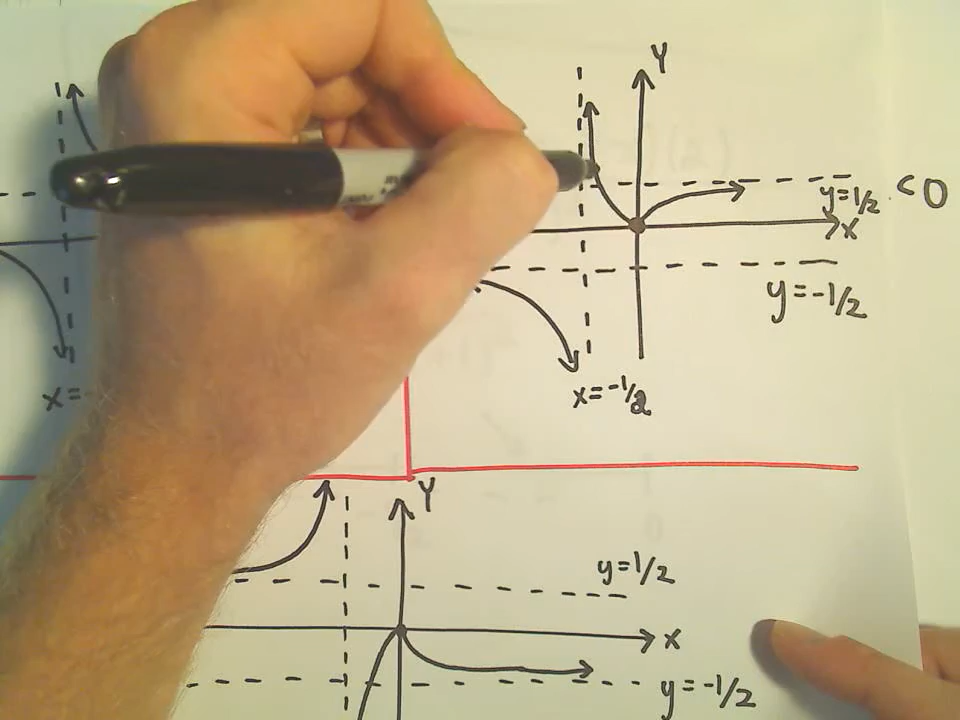 Y
y=1/2 <0
X
y=-1/2
x=-
x=-1/2
Y
y=1/2
X
y=-1/2